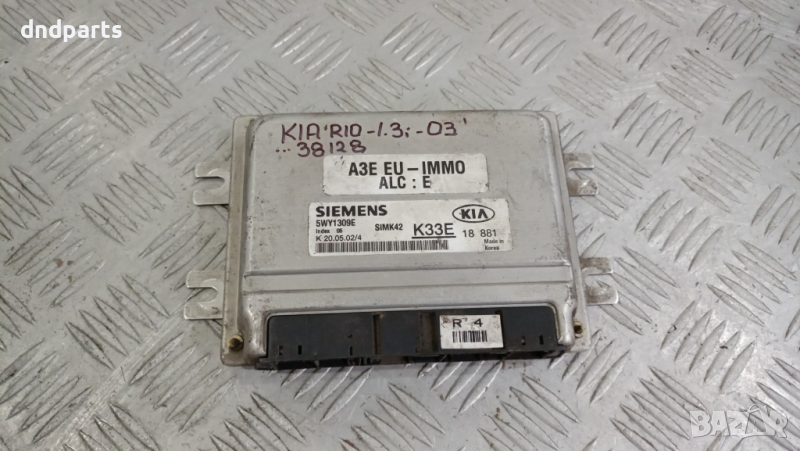 dndparts
KIA'RIO-1.3i-03'
...38128
A3E EU-IMMO
ALC : E
SIEMENS
5WY1309E
Index 06
SIMK42
K 20.05.02/4
KIA
K33E 18 881
Made in
Korea
R 4
BAZAR